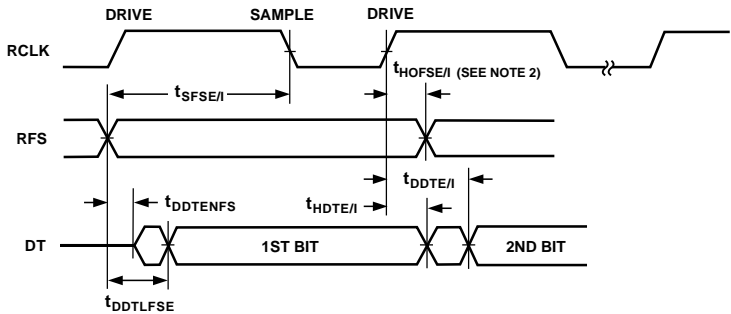 DRIVE SAMPLE DRIVE
RCLK
tHOFSE/I (SEE NOTE 2)
tSFSE/I
RFS
tDDTE/I
tDDTENFS
tHDTE/I
DT 1ST BIT 2ND BIT
tDDTLFSE